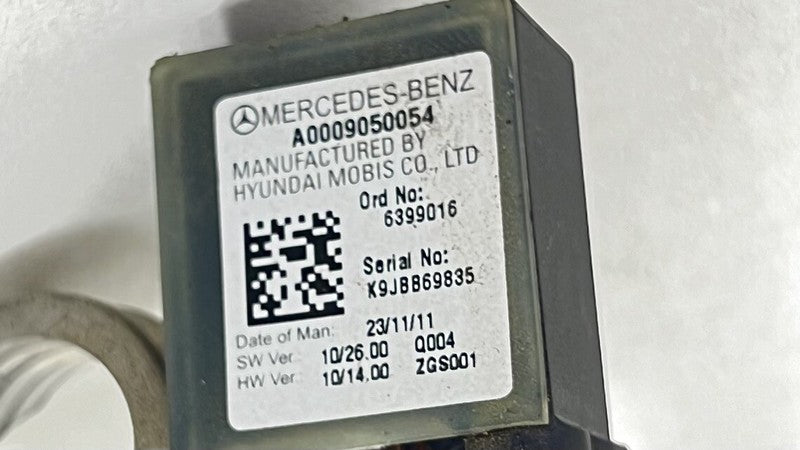 MERCEDES-BENZ
A0009050054
MANUFACTURED BY
HYUNDAI MOBIS CO., LTD
Ord No:
6399016
Serial No:
K9JBB69835
Date of Man: 23/11/11
SW Ver 10/26.00 Q004
HW Ver 10/14.00 ZGS001